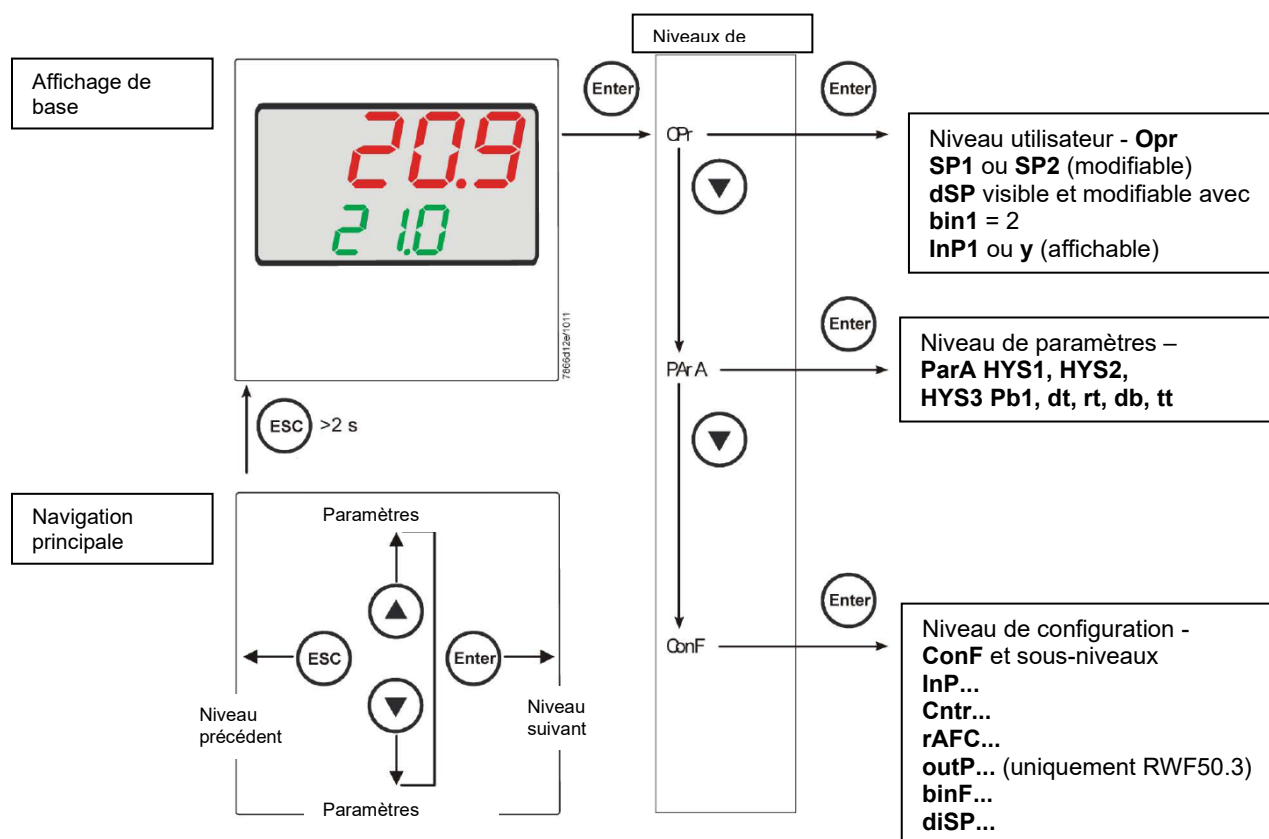 Niveaux de
Affichage de
base
20.9
21.0
7866d12e/1011
Enter
OPr
Enter
Niveau utilisateur - Opr
SP1 ou SP2 (modifiable)
dSP visible et modifiable avec
bin1 = 2
InP1 ou y (affichable)
PArA
Enter
Niveau de paramètres –
ParA HYS1, HYS2,
HYS3 Pb1, dt, rt, db, tt
ESC >2 s
Navigation
principale
Paramètres
ESC
Enter
Niveau
précédent
Niveau
suivant
Paramètres
ConF
Enter
Niveau de configuration -
ConF et sous-niveaux
InP...
Cntr...
rAFC...
outP... (uniquement RWF50.3)
binF...
diSP...